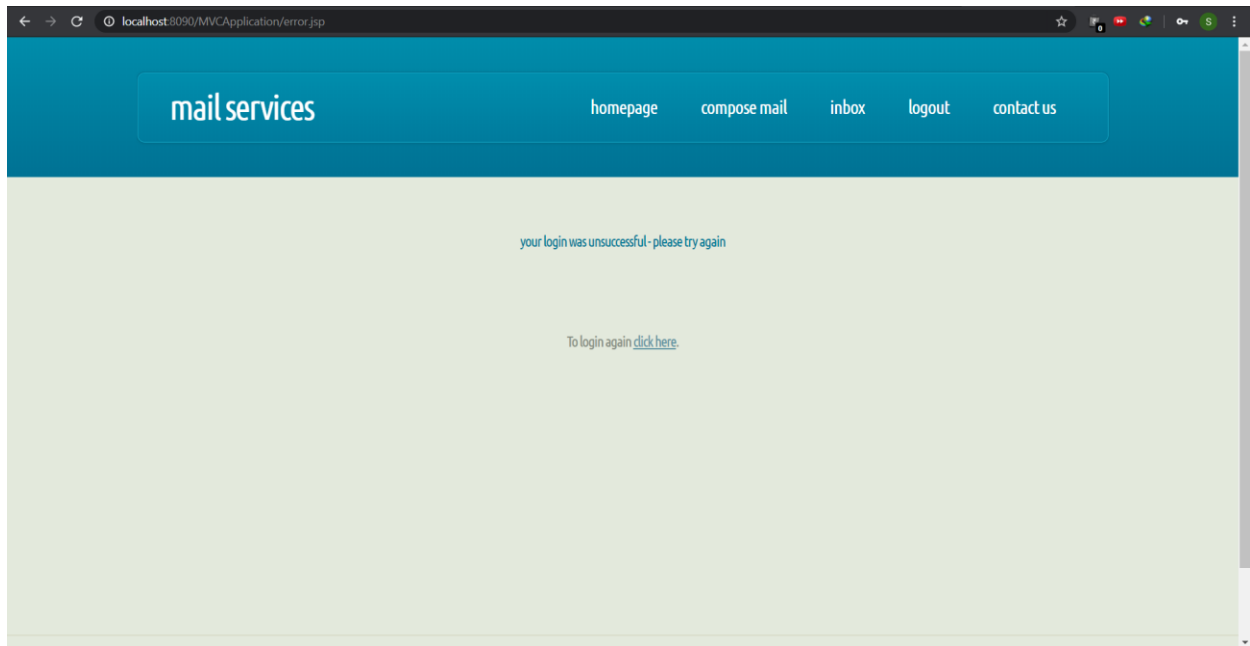 localhost:8090/MVCApplication/error.jsp
0
S
mail services
homepage compose mail inbox logout contact us
your login was unsuccessful - please try again
To login again click here.